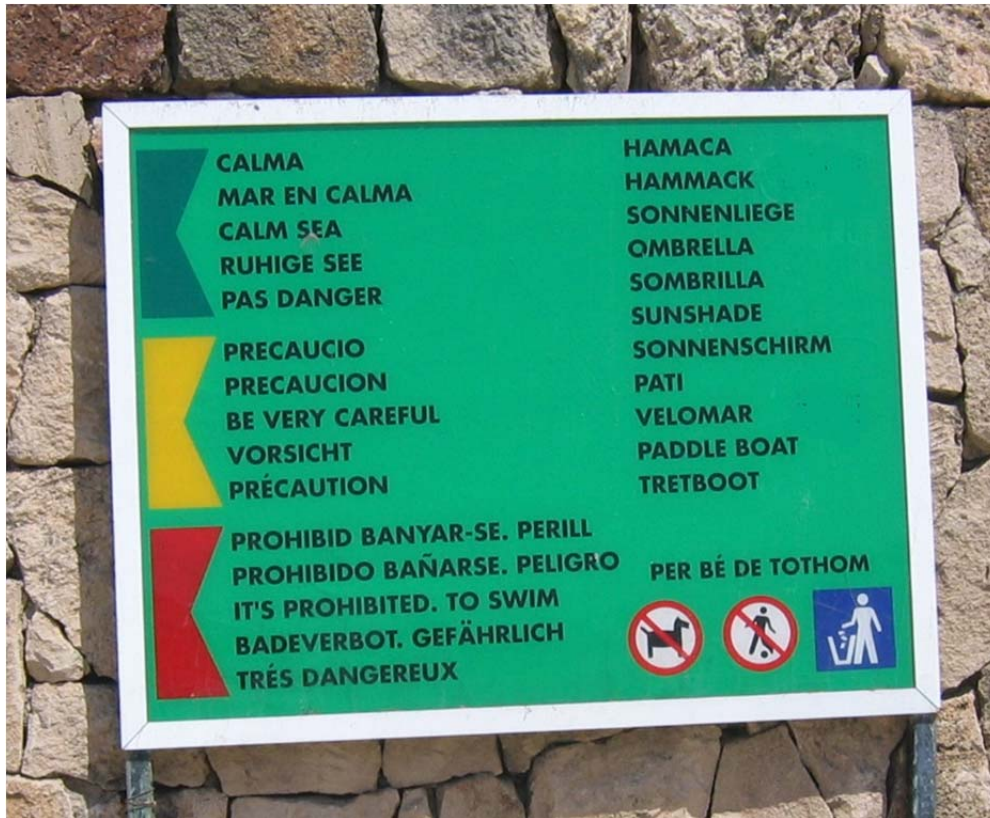 CALMA
MAR EN CALMA
CALM SEA
RUHIGE SEE
PAS DANGER
PRECAUCIO
PRECAUCION
BE VERY CAREFUL
VORSICHT
PRÉCAUTION
PROHIBID BANYAR-SE. PERILL
PROHIBIDO BAÑARSE. PELIGRO
IT'S PROHIBITED. TO SWIM
BADEVERBOT. GEFÄHRLICH
TRÉS DANGEREUX
HAMACA
HAMMACK
SONNENLIEGE
OMBRELLA
SOMBRILLA
SUNSHADE
SONNENSCHIRM
PATI
VELOMAR
PADDLE BOAT
TRETBOOT
PER BÉ DE TOTHOM